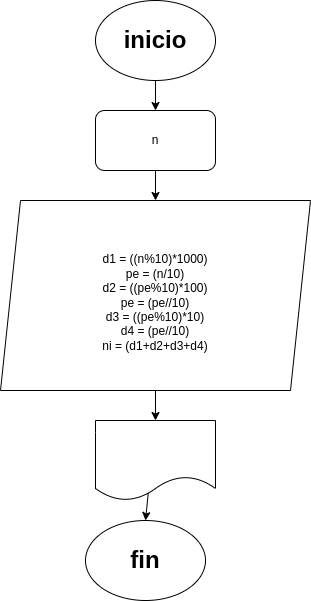 inicio
n
d1 = ((n%10)*1000)
pe = (n/10)
d2 = ((pe%10)*100)
pe = (pe//10)
d3 = ((pe%10)*10)
d4 = (pe//10)
ni = (d1+d2+d3+d4)
fin